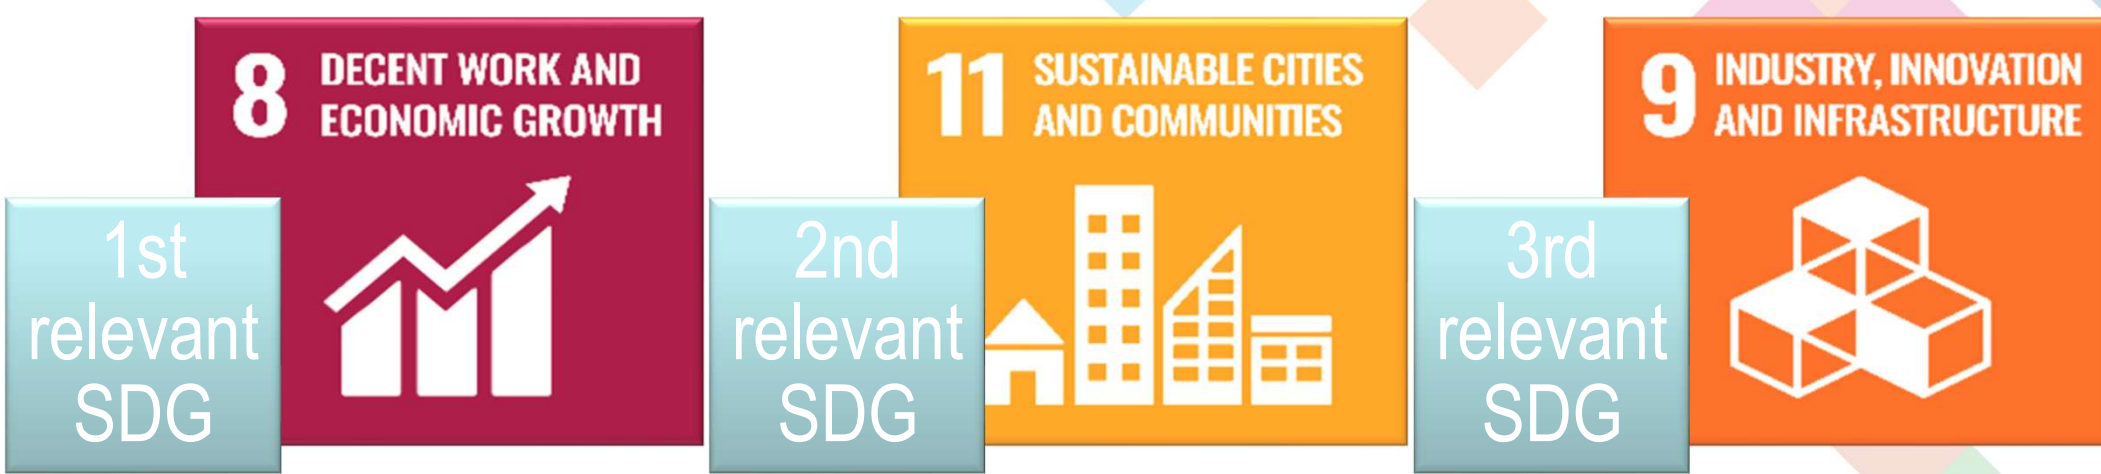 8
DECENT WORK AND
ECONOMIC GROWTH
1st
relevant
SDG
11
SUSTAINABLE CITIES
AND COMMUNITIES
2nd
relevant
SDG
9
INDUSTRY, INNOVATION
AND INFRASTRUCTURE
3rd
relevant
SDG